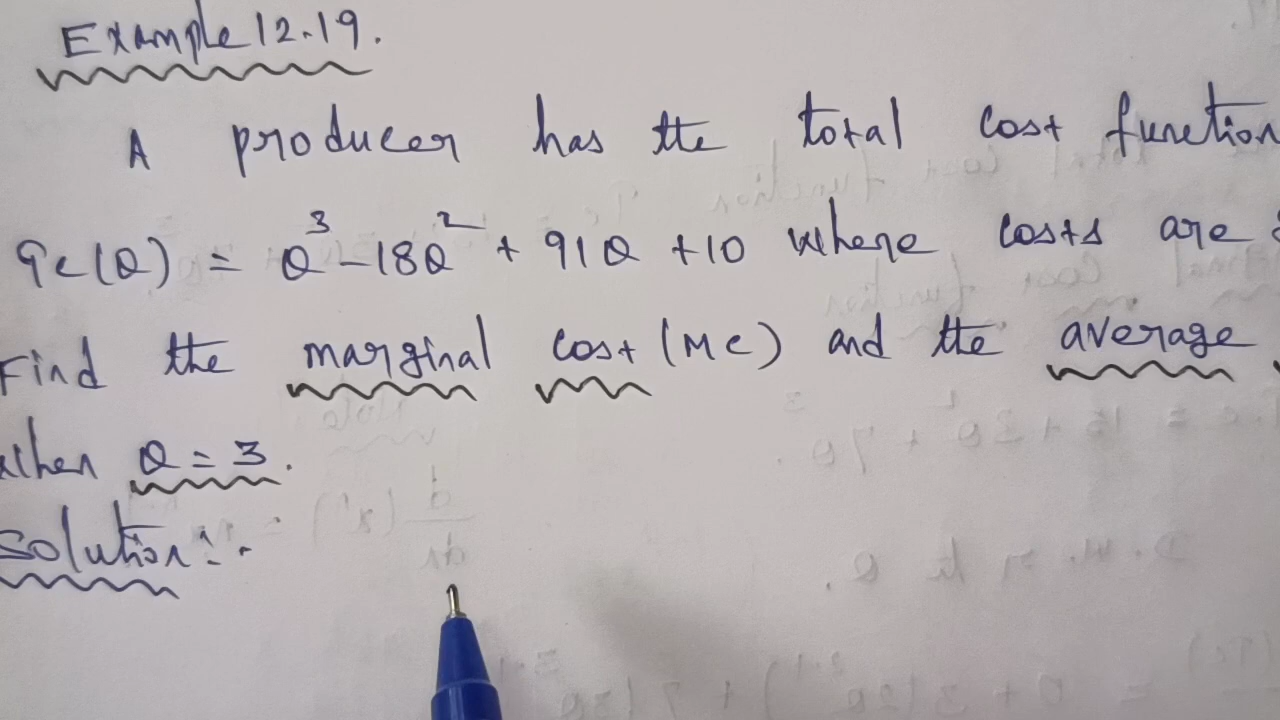 Example 12.19.
A producer has the total cost function
TC(Q) = Q³ - 18Q² + 91Q + 10 where costs are
Find the marginal cost (MC) and the average
when Q = 3.
Solution:-